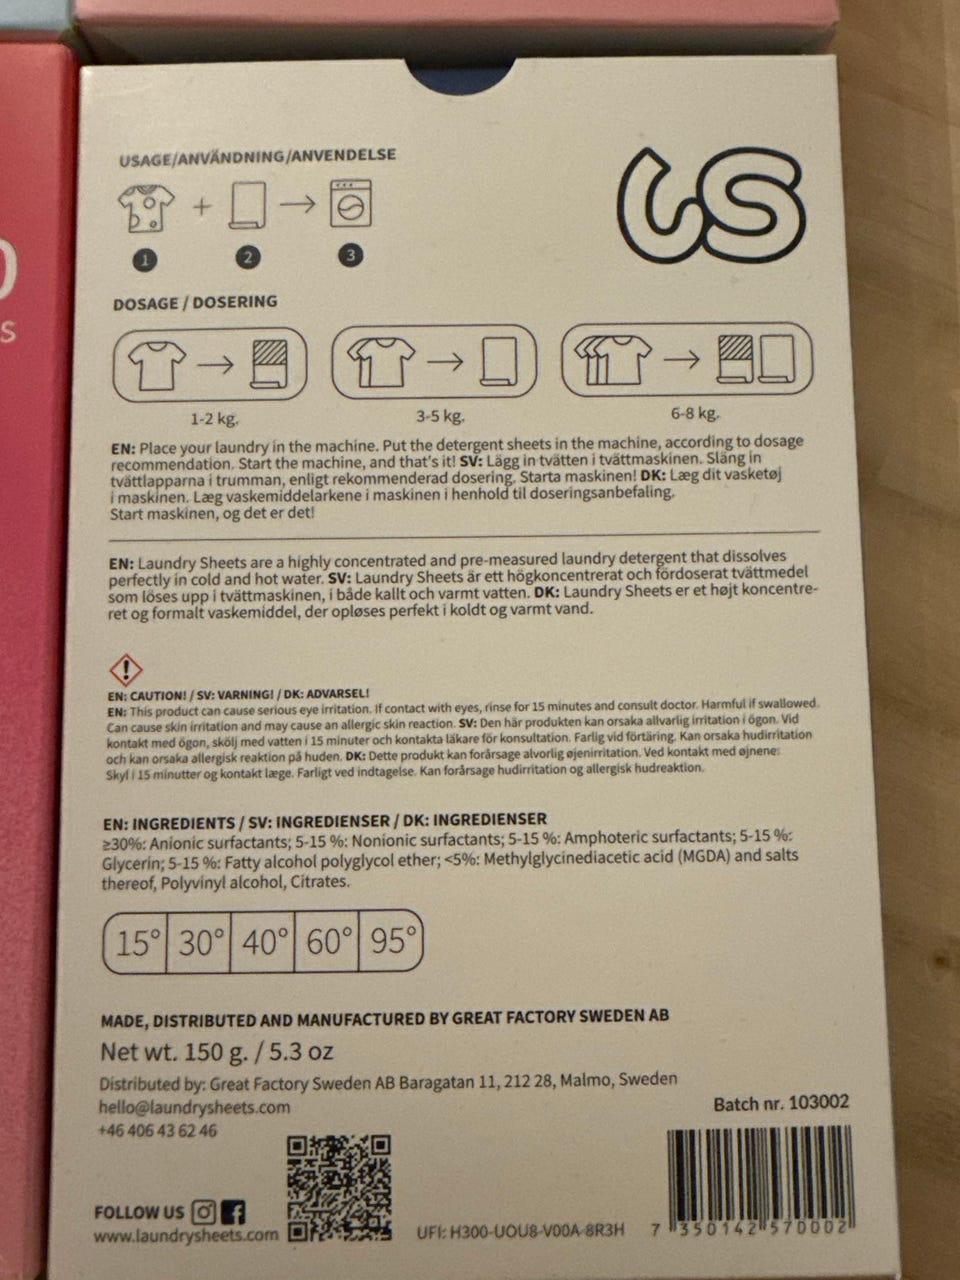 USAGE/ANVÄNDNING/ANVENDELSE
1 2 3
US
DOSAGE / DOSERING
1-2 kg. 3-5 kg. 6-8 kg.
EN: Place your laundry in the machine. Put the detergent sheets in the machine, according to dosage
recommendation. Start the machine, and that's it! SV: Lägg in tvätten i tvättmaskinen. Släng in
tvättlapparna i trumman, enligt rekommenderad dosering. Starta maskinen! DK: Læg dit vasketøj
i maskinen. Læg vaskemiddelarkene i maskinen i henhold til doseringsanbefaling.
Start maskinen, og det er det!
EN: Laundry Sheets are a highly concentrated and pre-measured laundry detergent that dissolves
perfectly in cold and hot water. SV: Laundry Sheets är ett högkoncentrerat och fördoserat tvättmedel
som löses upp i tvättmaskinen, i både kallt och varmt vatten. DK: Laundry Sheets er et højt koncentre-
ret og formalt vaskemiddel, der opløses perfekt i koldt og varmt vand.
EN: CAUTION! / SV: VARNING! / DK: ADVARSEL!
EN: This product can cause serious eye irritation. If contact with eyes, rinse for 15 minutes and consult doctor. Harmful if swallowed.
Can cause skin irritation and may cause an allergic skin reaction. SV: Den här produkten kan orsaka allvarlig irritation i ögon. Vid
kontakt med ögon, skölj med vatten i 15 minuter och kontakta läkare för konsultation. Farlig vid förtäring. Kan orsaka hudirritation
och kan orsaka allergisk reaktion på huden. DK: Dette produkt kan forårsage alvorlig øjenirritation. Ved kontakt med øjnene:
Skyl i 15 minutter og kontakt læge. Farligt ved indtagelse. Kan forårsage hudirritation og allergisk hudreaktion.
EN: INGREDIENTS / SV: INGREDIENSER / DK: INGREDIENSER
≥30%: Anionic surfactants; 5-15 %: Nonionic surfactants; 5-15 %: Amphoteric surfactants; 5-15 %:
Glycerin; 5-15 %: Fatty alcohol polyglycol ether; <5%: Methylglycinediacetic acid (MGDA) and salts
thereof, Polyvinyl alcohol, Citrates.
15° 30° 40° 60° 95°
MADE, DISTRIBUTED AND MANUFACTURED BY GREAT FACTORY SWEDEN AB
Net wt. 150 g. / 5.3 oz
Distributed by: Great Factory Sweden AB Baragatan 11, 212 28, Malmo, Sweden
hello@laundrysheets.com
+46 406 43 62 46
Batch nr. 103002
FOLLOW US
www.laundrysheets.com
UFI: H300-UOU8-V00A-8R3H
7 350142 570002